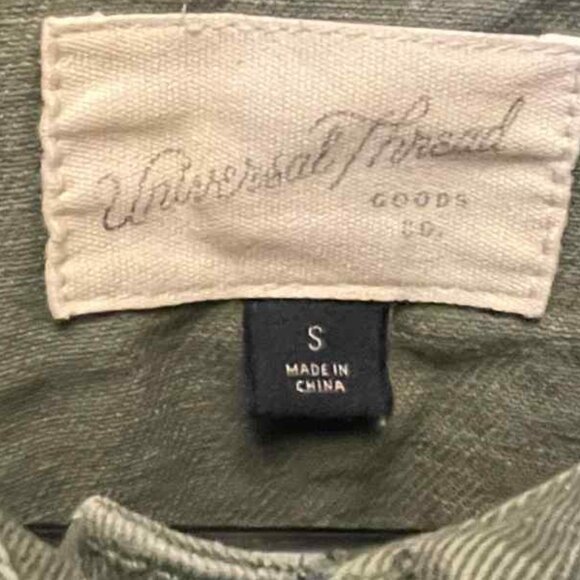 Universal Thread
GOODS
CO.
S
MADE IN
CHINA